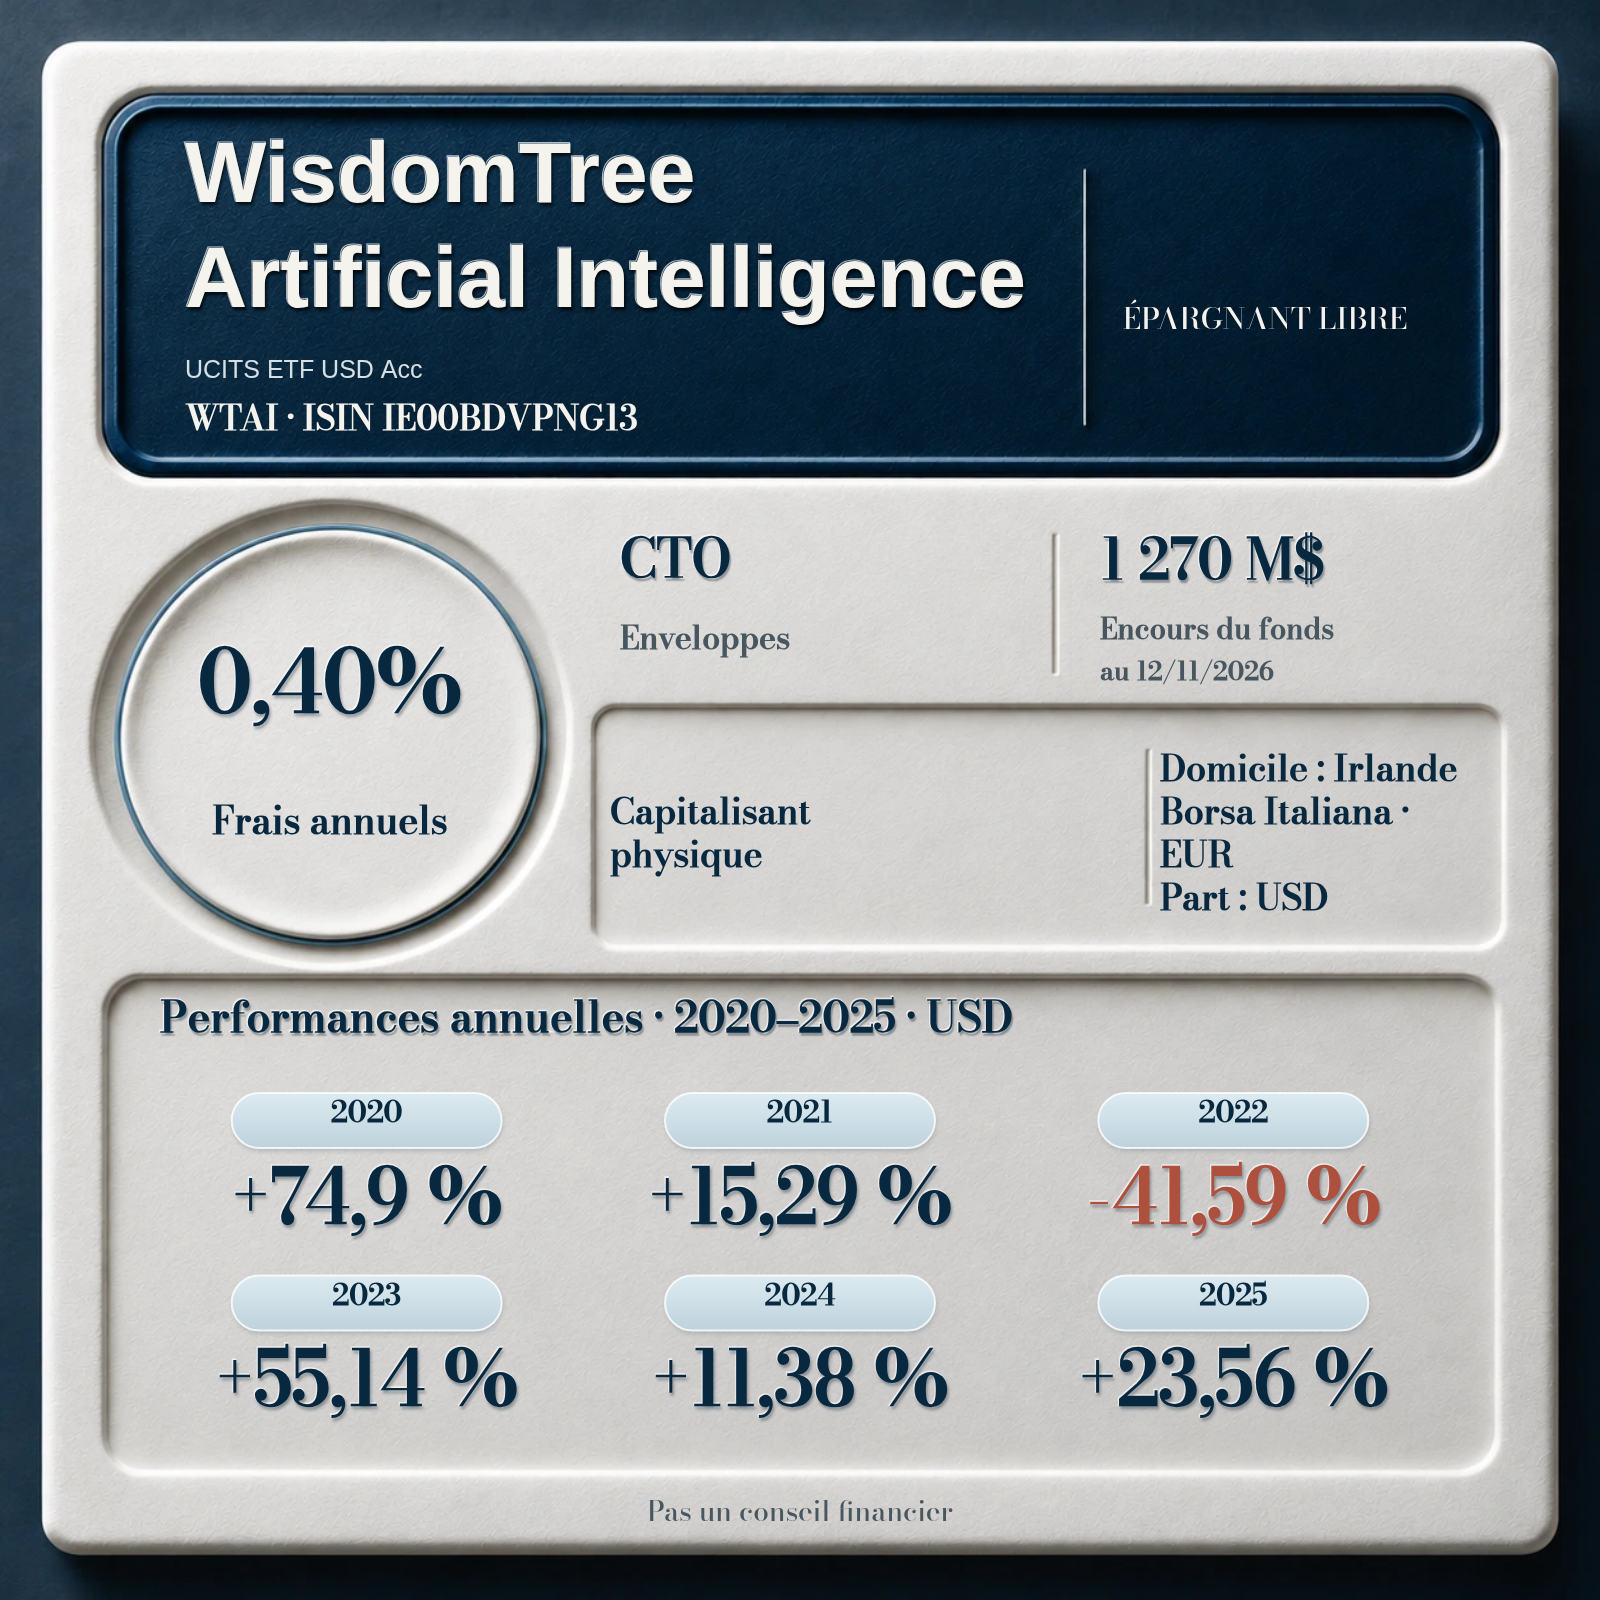 WisdomTree
Artificial Intelligence
UCITS ETF USD Acc
WTAI · ISIN IE00BDVPNG13
ÉPARGNANT LIBRE
0,40%
Frais annuels
CTO
Enveloppes
1 270 M$
Encours du fonds
au 12/11/2026
Capitalisant
physique
Domicile : Irlande
Borsa Italiana ·
EUR
Part : USD
Performances annuelles · 2020–2025 · USD
2020
+74,9 %
2021
+15,29 %
2022
-41,59 %
2023
+55,14 %
2024
+11,38 %
2025
+23,56 %
Pas un conseil financier